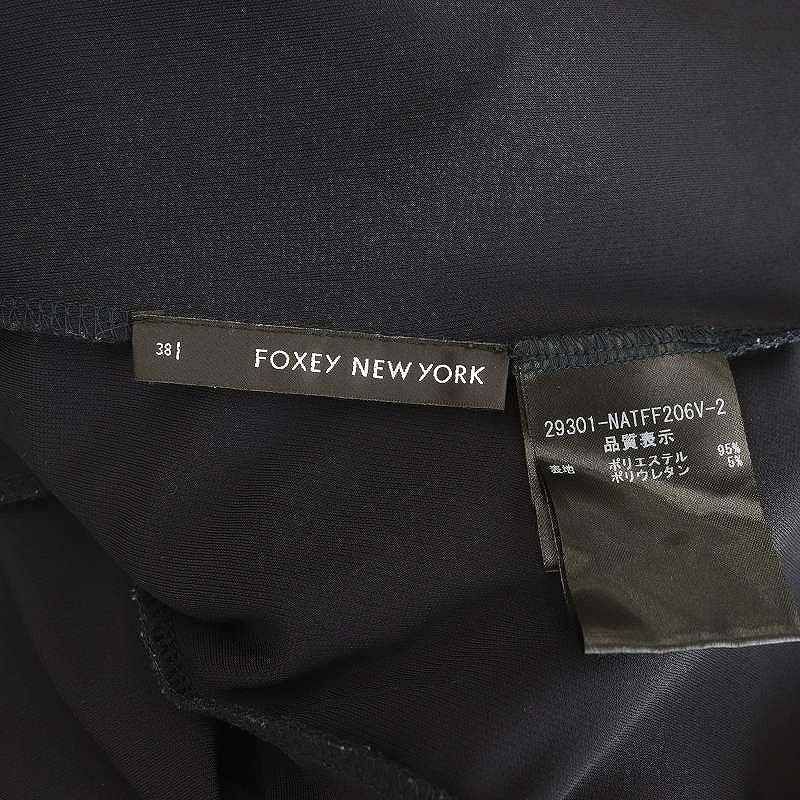 38
FOXEY NEW YORK
29301-NATFF206V-2
品質表示
表地 ポリエステル 95%
ポリウレタン 5%